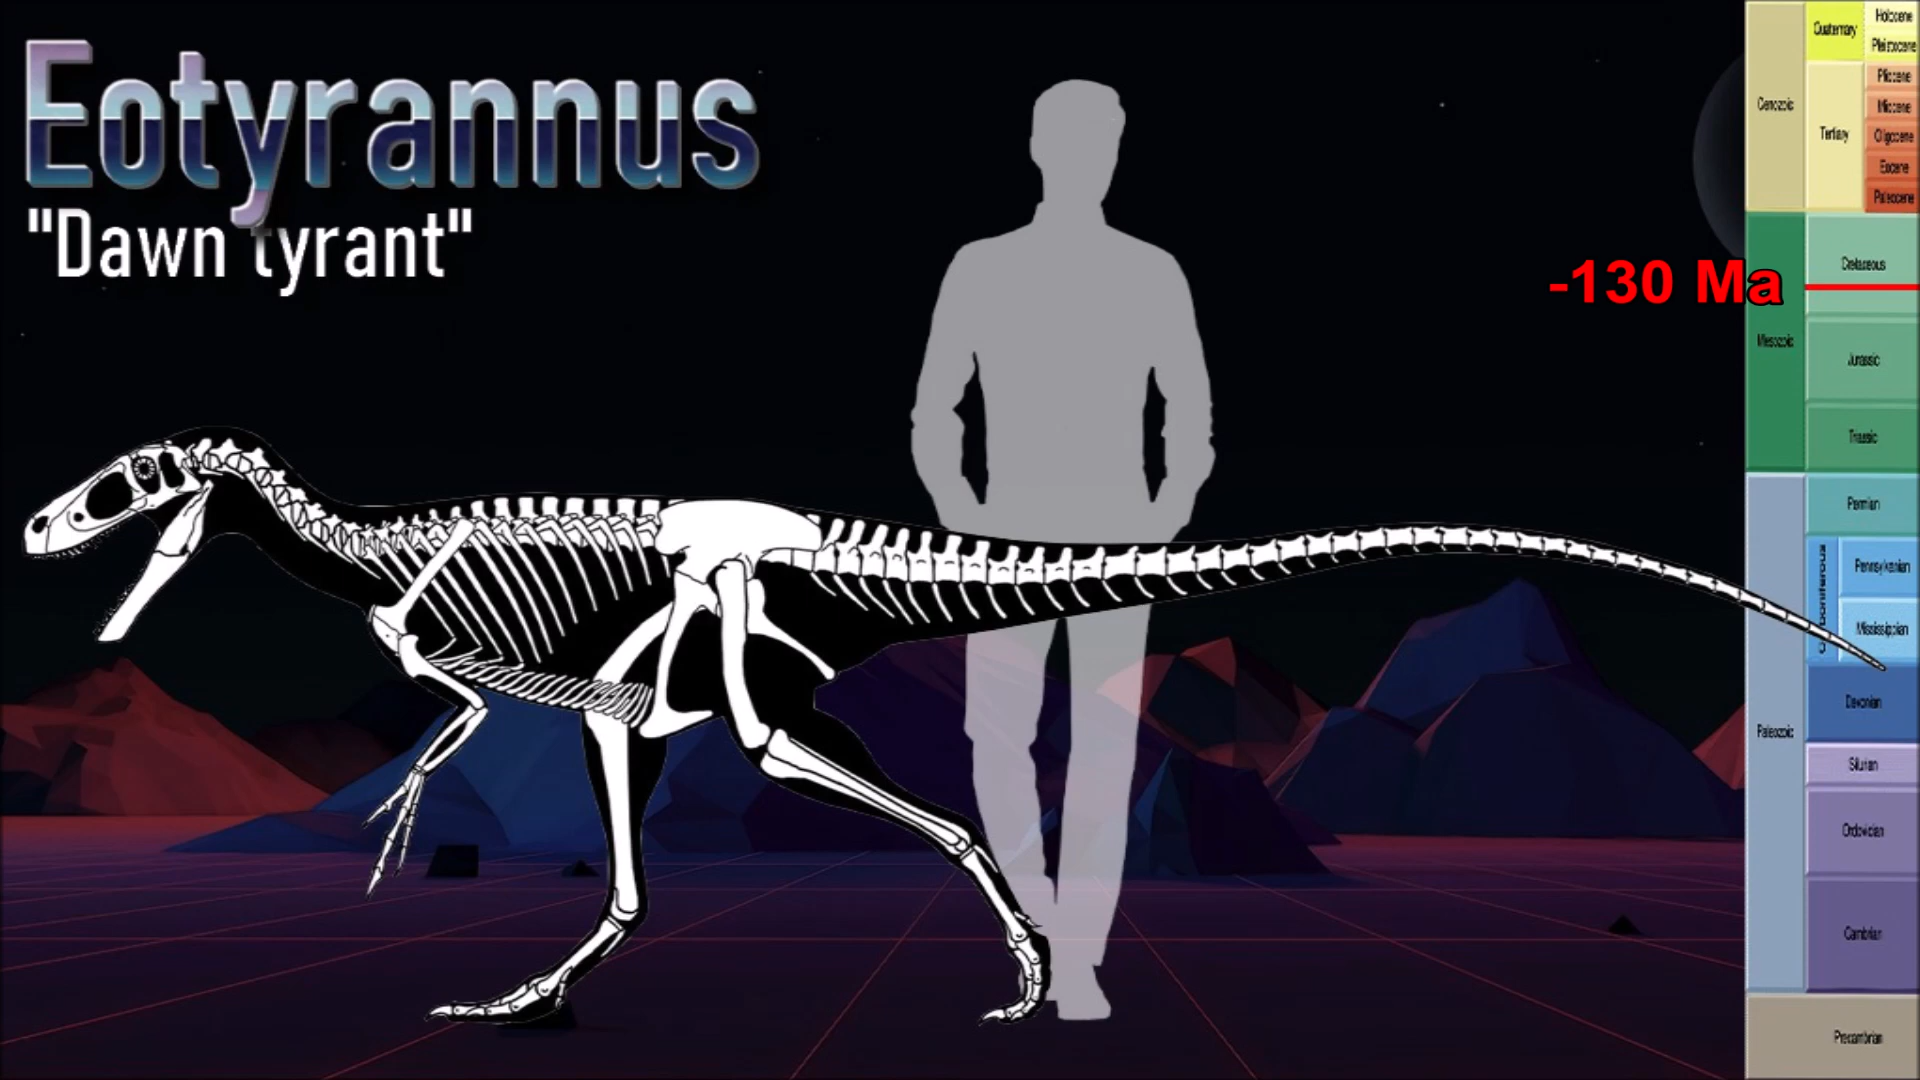 Eotyrannus
"Dawn tyrant"
-130 Ma
Cenozoic
Quaternary
Holocene
Pleistocene
Tertiary
Pliocene
Miocene
Oligocene
Eocene
Paleocene
Mesozoic
Cretaceous
Jurassic
Triassic
Paleozoic
Permian
Pennsylvanian
Mississippian
Devonian
Silurian
Ordovician
Cambrian
Precambrian